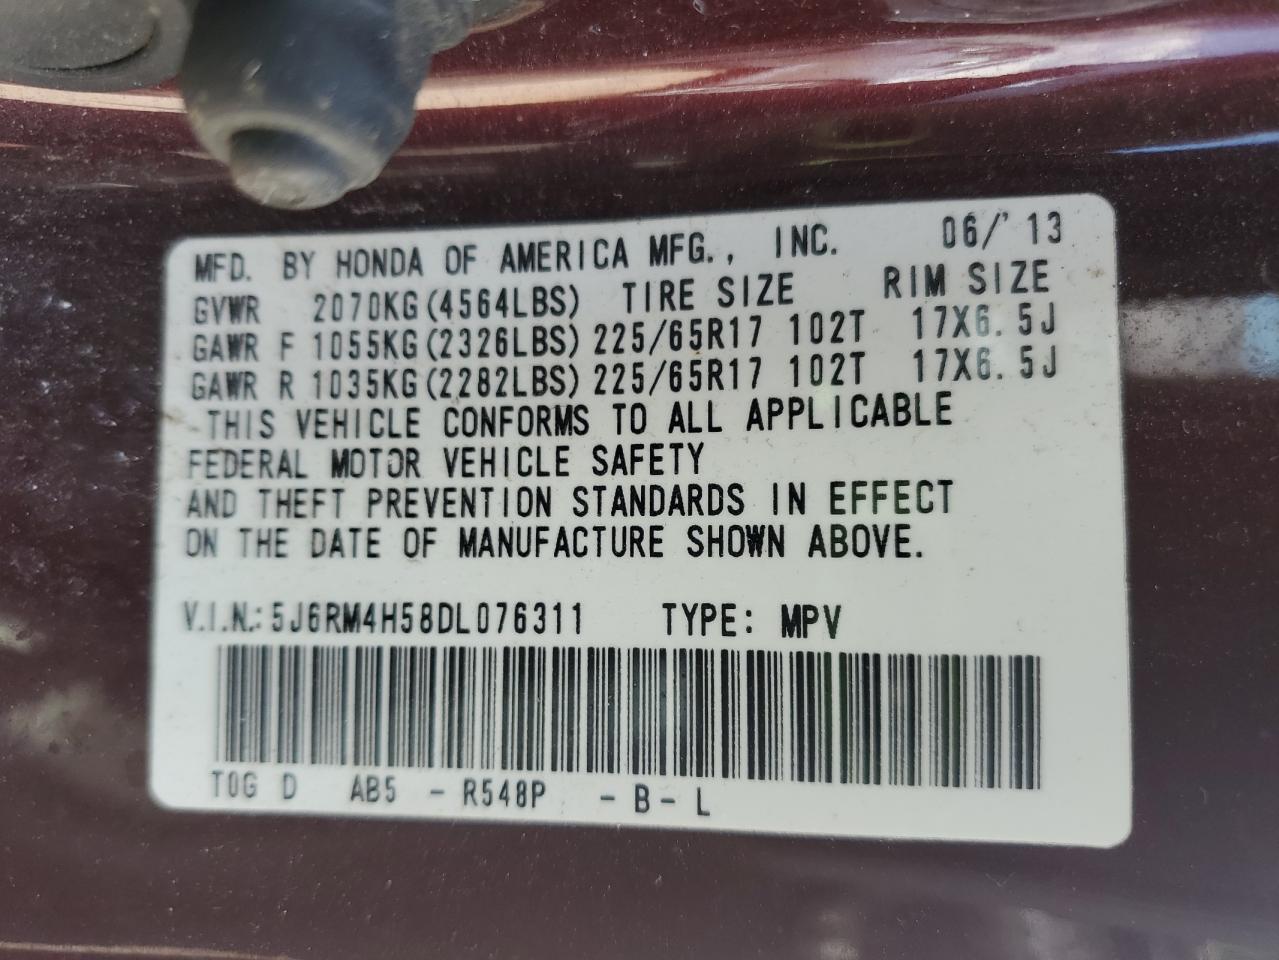 MFD. BY HONDA OF AMERICA MFG., INC. 06/'13
GVWR 2070KG(4564LBS) TIRE SIZE RIM SIZE
GAWR F 1055KG(2326LBS) 225/65R17 102T 17X6.5J
GAWR R 1035KG(2282LBS) 225/65R17 102T 17X6.5J
THIS VEHICLE CONFORMS TO ALL APPLICABLE
FEDERAL MOTOR VEHICLE SAFETY
AND THEFT PREVENTION STANDARDS IN EFFECT
ON THE DATE OF MANUFACTURE SHOWN ABOVE.
V.I.N.: 5J6RM4H58DL076311 TYPE: MPV
T0G D AB5 - R548P - B - L